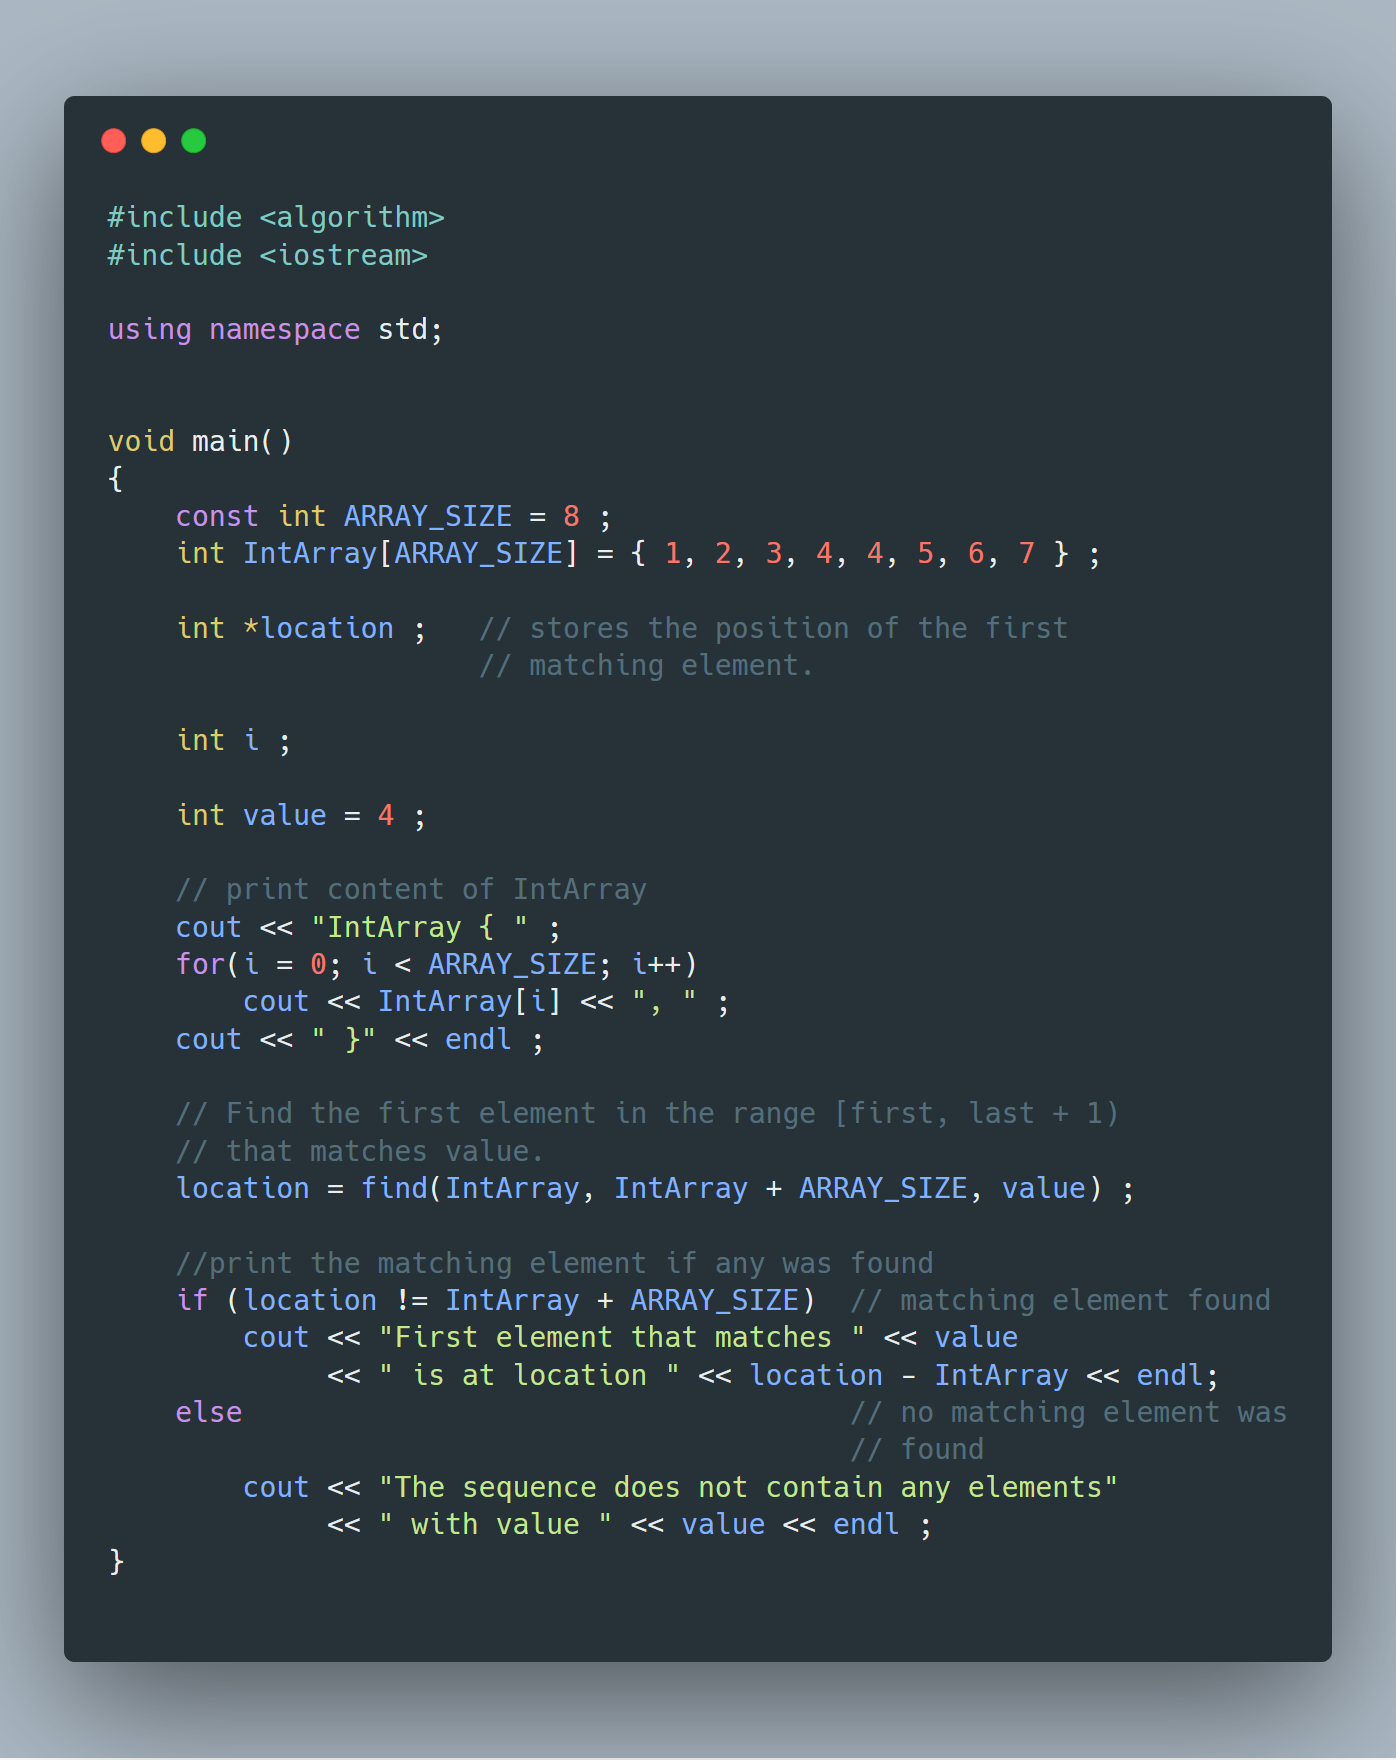 #include <algorithm>
#include <iostream>

using namespace std;


void main()
{
    const int ARRAY_SIZE = 8 ;
    int IntArray[ARRAY_SIZE] = { 1, 2, 3, 4, 4, 5, 6, 7 } ;

    int *location ;   // stores the position of the first
                      // matching element.

    int i ;

    int value = 4 ;

    // print content of IntArray
    cout << "IntArray { " ;
    for(i = 0; i < ARRAY_SIZE; i++)
        cout << IntArray[i] << ", " ;
    cout << " }" << endl ;

    // Find the first element in the range [first, last + 1)
    // that matches value.
    location = find(IntArray, IntArray + ARRAY_SIZE, value) ;

    //print the matching element if any was found
    if (location != IntArray + ARRAY_SIZE)  // matching element found
        cout << "First element that matches " << value
             << " is at location " << location - IntArray << endl;
    else                                    // no matching element was
                                            // found
        cout << "The sequence does not contain any elements"
             << " with value " << value << endl ;
}